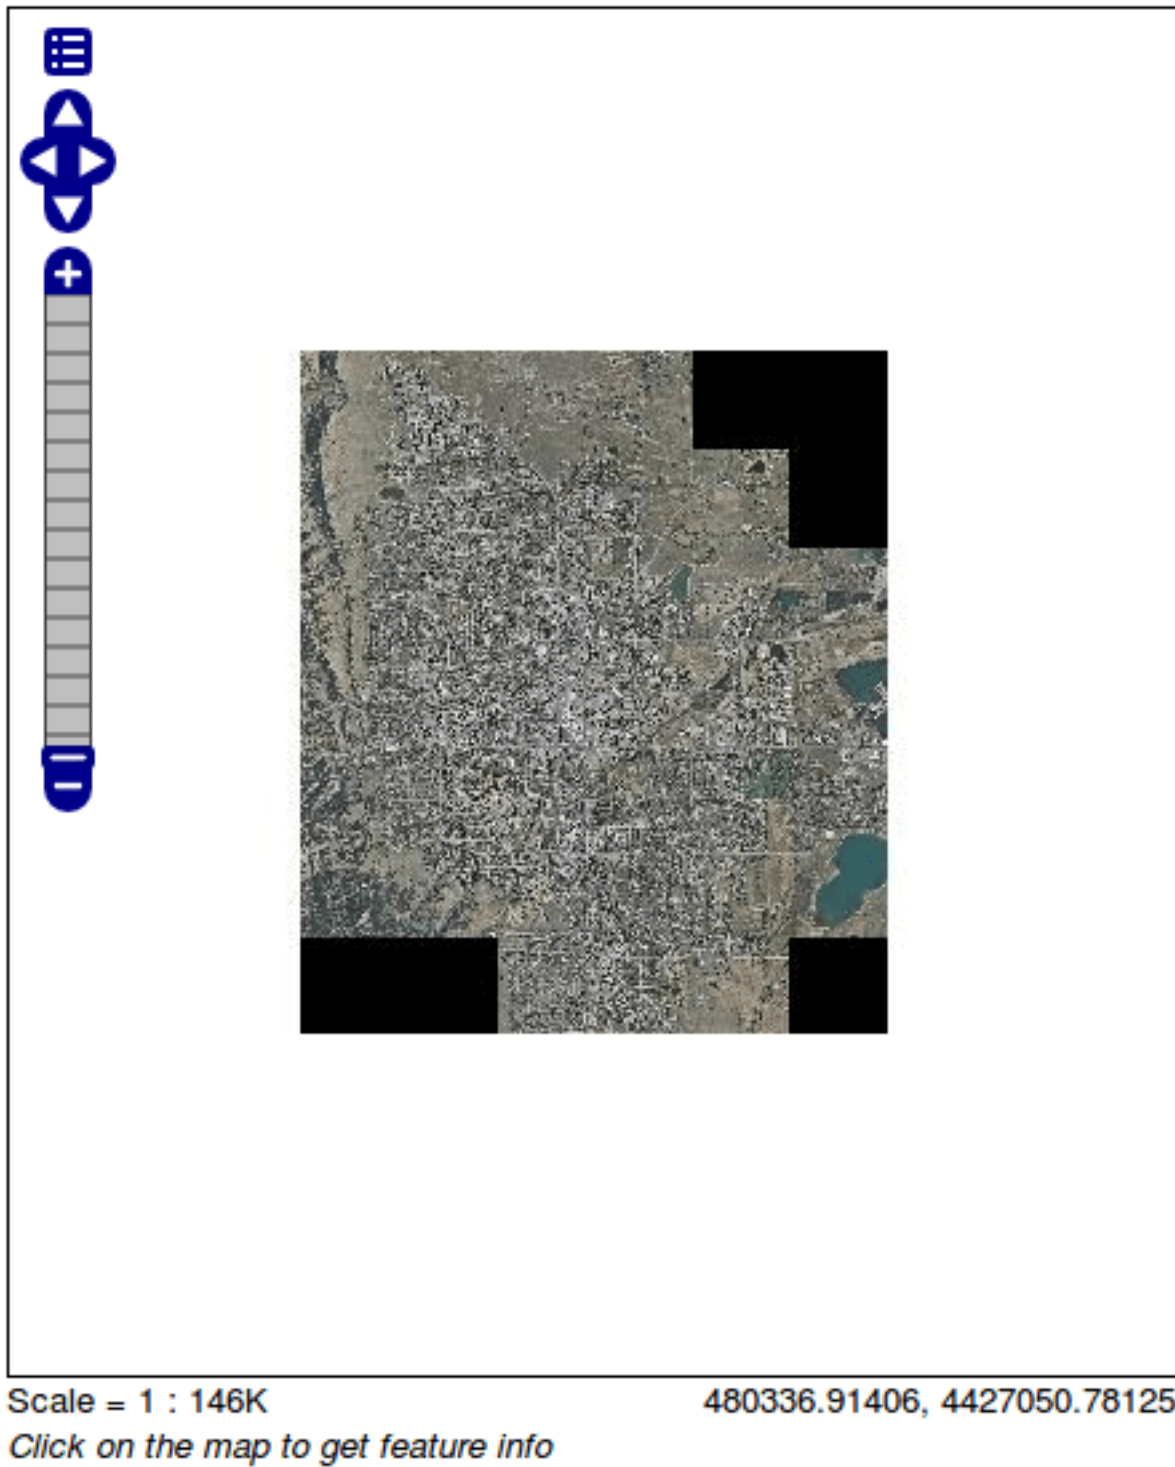 Scale = 1 : 146K
480336.91406, 4427050.78125
Click on the map to get feature info